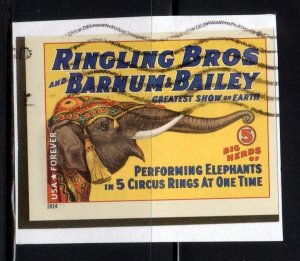 RINGLING BROS
AND BARNUM & BAILEY
GREATEST SHOW ON EARTH
5
BIG
HERDS
OF
PERFORMING ELEPHANTS
IN 5 CIRCUS RINGS AT ONE TIME
USA FOREVER
2014